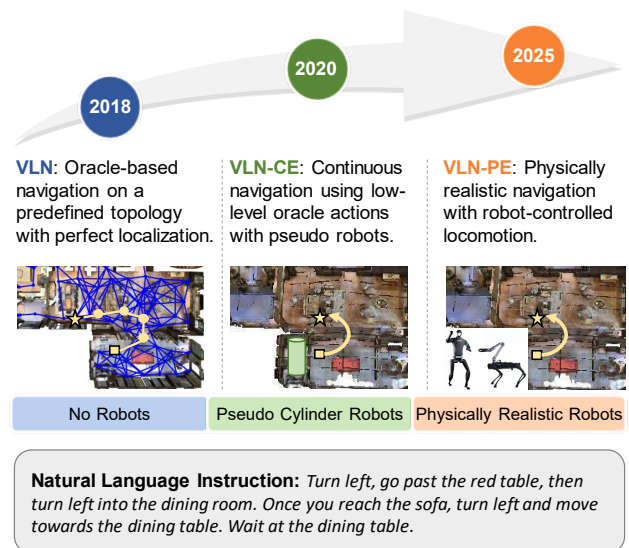 2018
2020
2025
VLN: Oracle-based
navigation on a
predefined topology
with perfect localization.
VLN-CE: Continuous
navigation using low-
level oracle actions
with pseudo robots.
VLN-PE: Physically
realistic navigation
with robot-controlled
locomotion.
No Robots
Pseudo Cylinder Robots
Physically Realistic Robots
Natural Language Instruction: Turn left, go past the red table, then
turn left into the dining room. Once you reach the sofa, turn left and move
towards the dining table. Wait at the dining table.